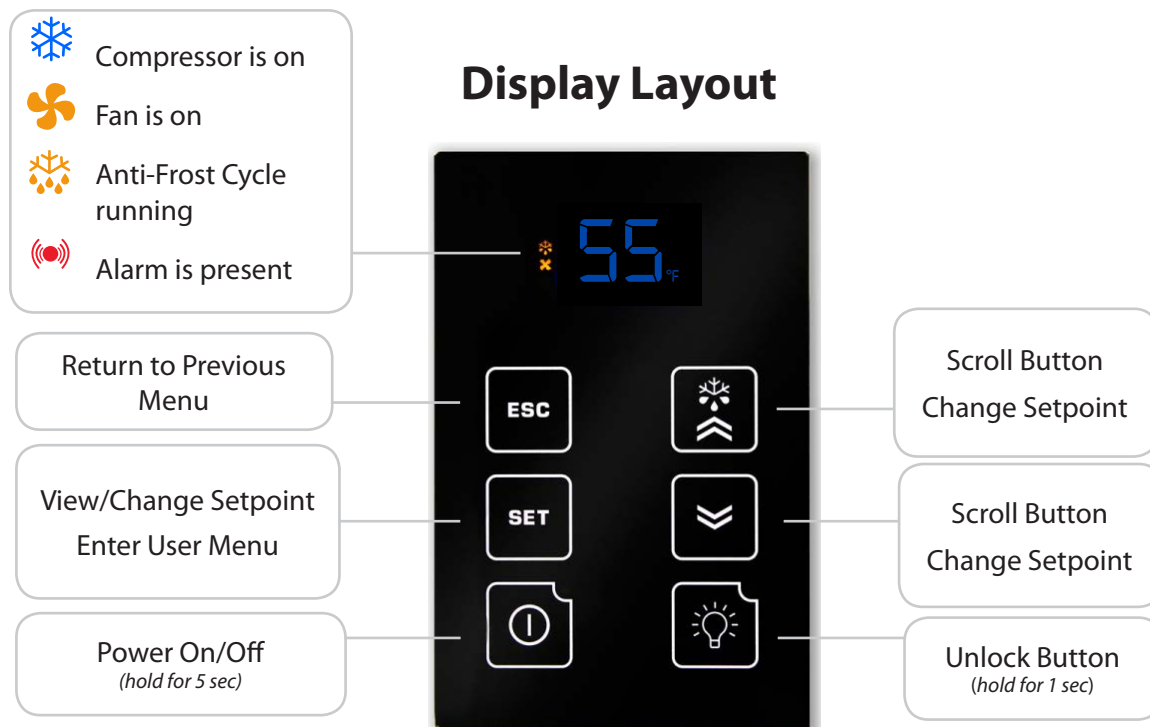 Compressor is on
Fan is on
Anti-Frost Cycle
running
Alarm is present
Display Layout
55 °F
Return to Previous
Menu
ESC
Scroll Button
Change Setpoint
View/Change Setpoint
Enter User Menu
SET
Scroll Button
Change Setpoint
Power On/Off
(hold for 5 sec)
Unlock Button
(hold for 1 sec)